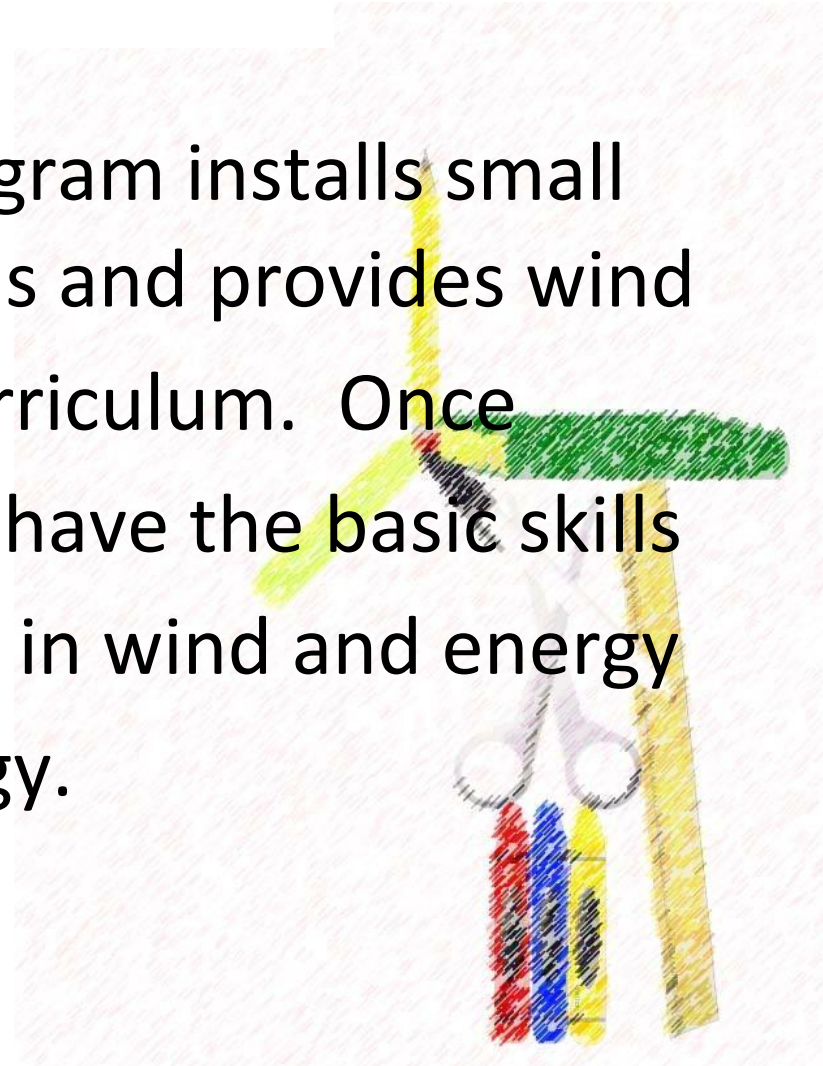 gram installs small
s and provides wind
rriculum.  Once
have the basic skills
in wind and energy
gy.